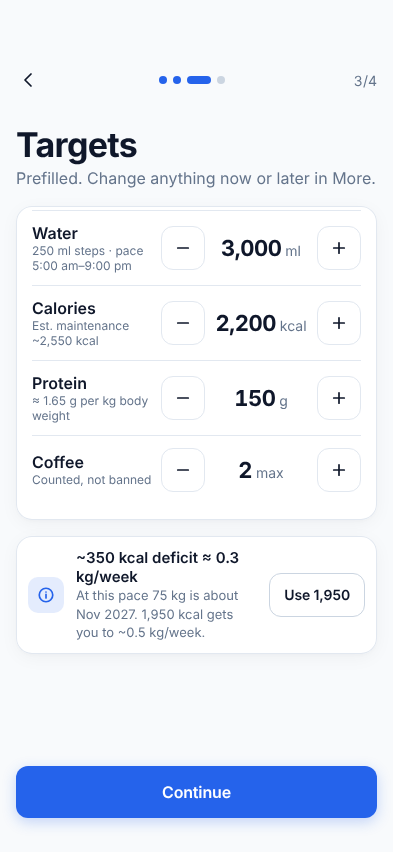 3/4
Targets
Prefilled. Change anything now or later in More.
Water
250 ml steps · pace
5:00 am–9:00 pm
3,000 ml
Calories
Est. maintenance
~2,550 kcal
2,200 kcal
Protein
≈ 1.65 g per kg body
weight
150 g
Coffee
Counted, not banned
2 max
~350 kcal deficit ≈ 0.3
kg/week
At this pace 75 kg is about
Nov 2027. 1,950 kcal gets
you to ~0.5 kg/week.
Use 1,950
Continue